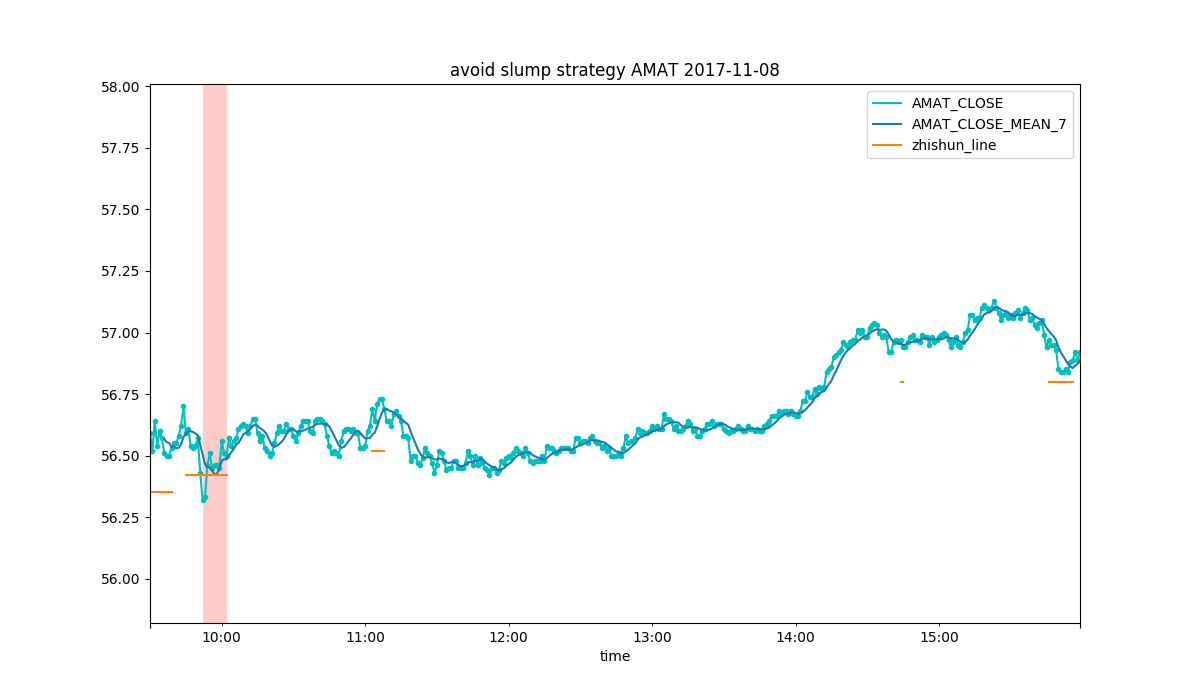 avoid slump strategy AMAT 2017-11-08
58.00
57.75
57.50
57.25
57.00
56.75
56.50
56.25
56.00
AMAT_CLOSE
AMAT_CLOSE_MEAN_7
zhishun_line
10:00 11:00 12:00 13:00 14:00 15:00
time